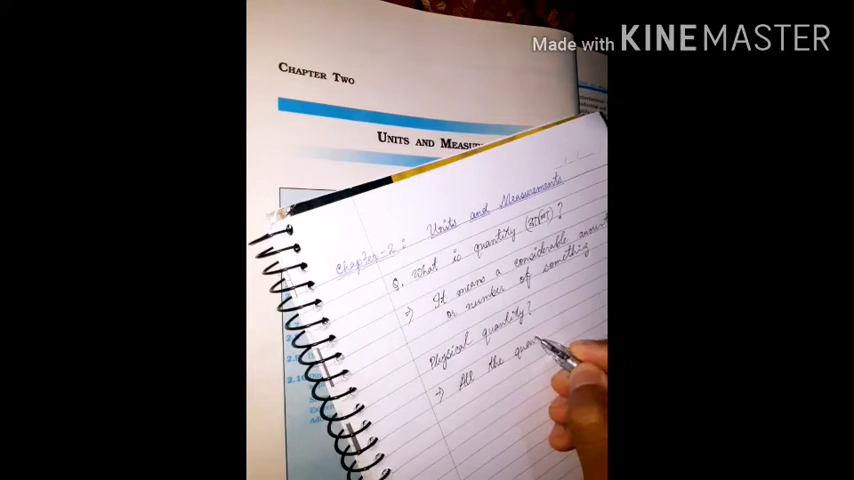 Made with KINEMASTER
CHAPTER TWO
UNITS AND
Chapter-2: Units and Measurements
Q. What is quantity (मात्रा)?
⇒ It means a considerable amount
or number of something
Physical quantity?
⇒ All the quan